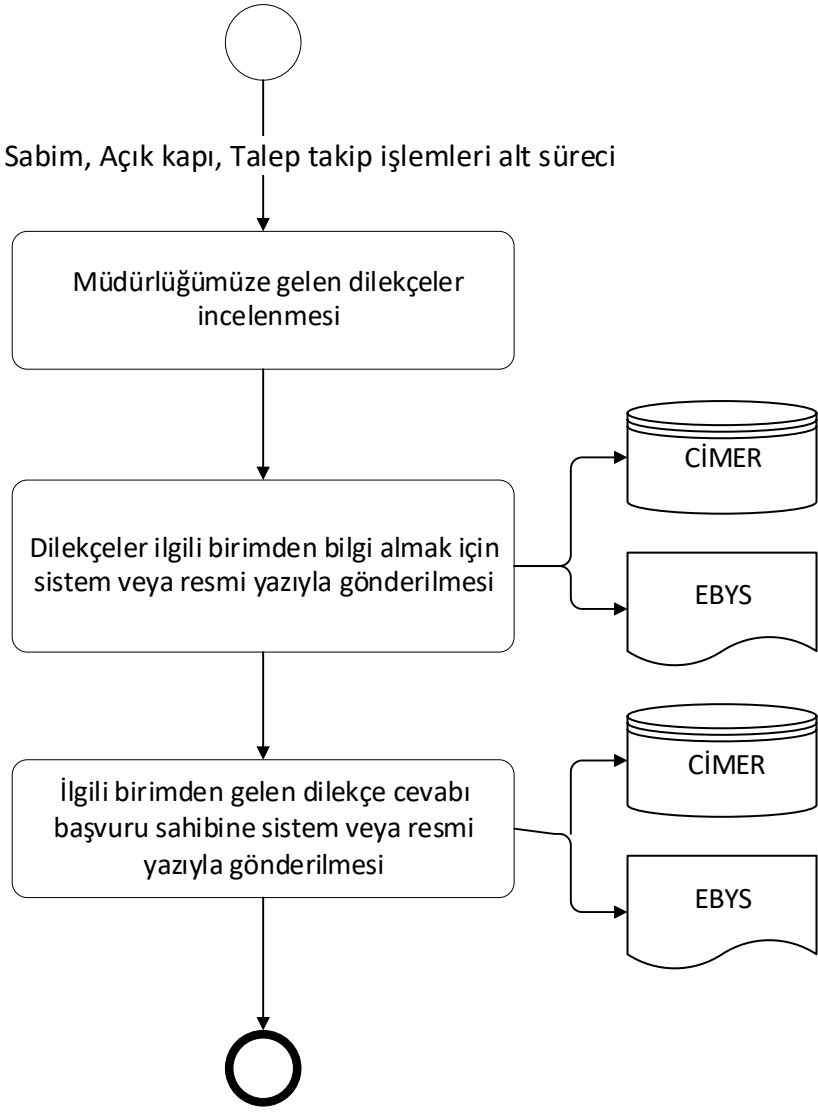 Sabim, Açık kapı, Talep takip işlemleri alt süreci
Müdürlüğümüze gelen dilekçeler
incelenmesi
Dilekçeler ilgili birimden bilgi almak için
sistem veya resmi yazıyla gönderilmesi
CİMER
EBYS
İlgili birimden gelen dilekçe cevabı
başvuru sahibine sistem veya resmi
yazıyla gönderilmesi
CİMER
EBYS